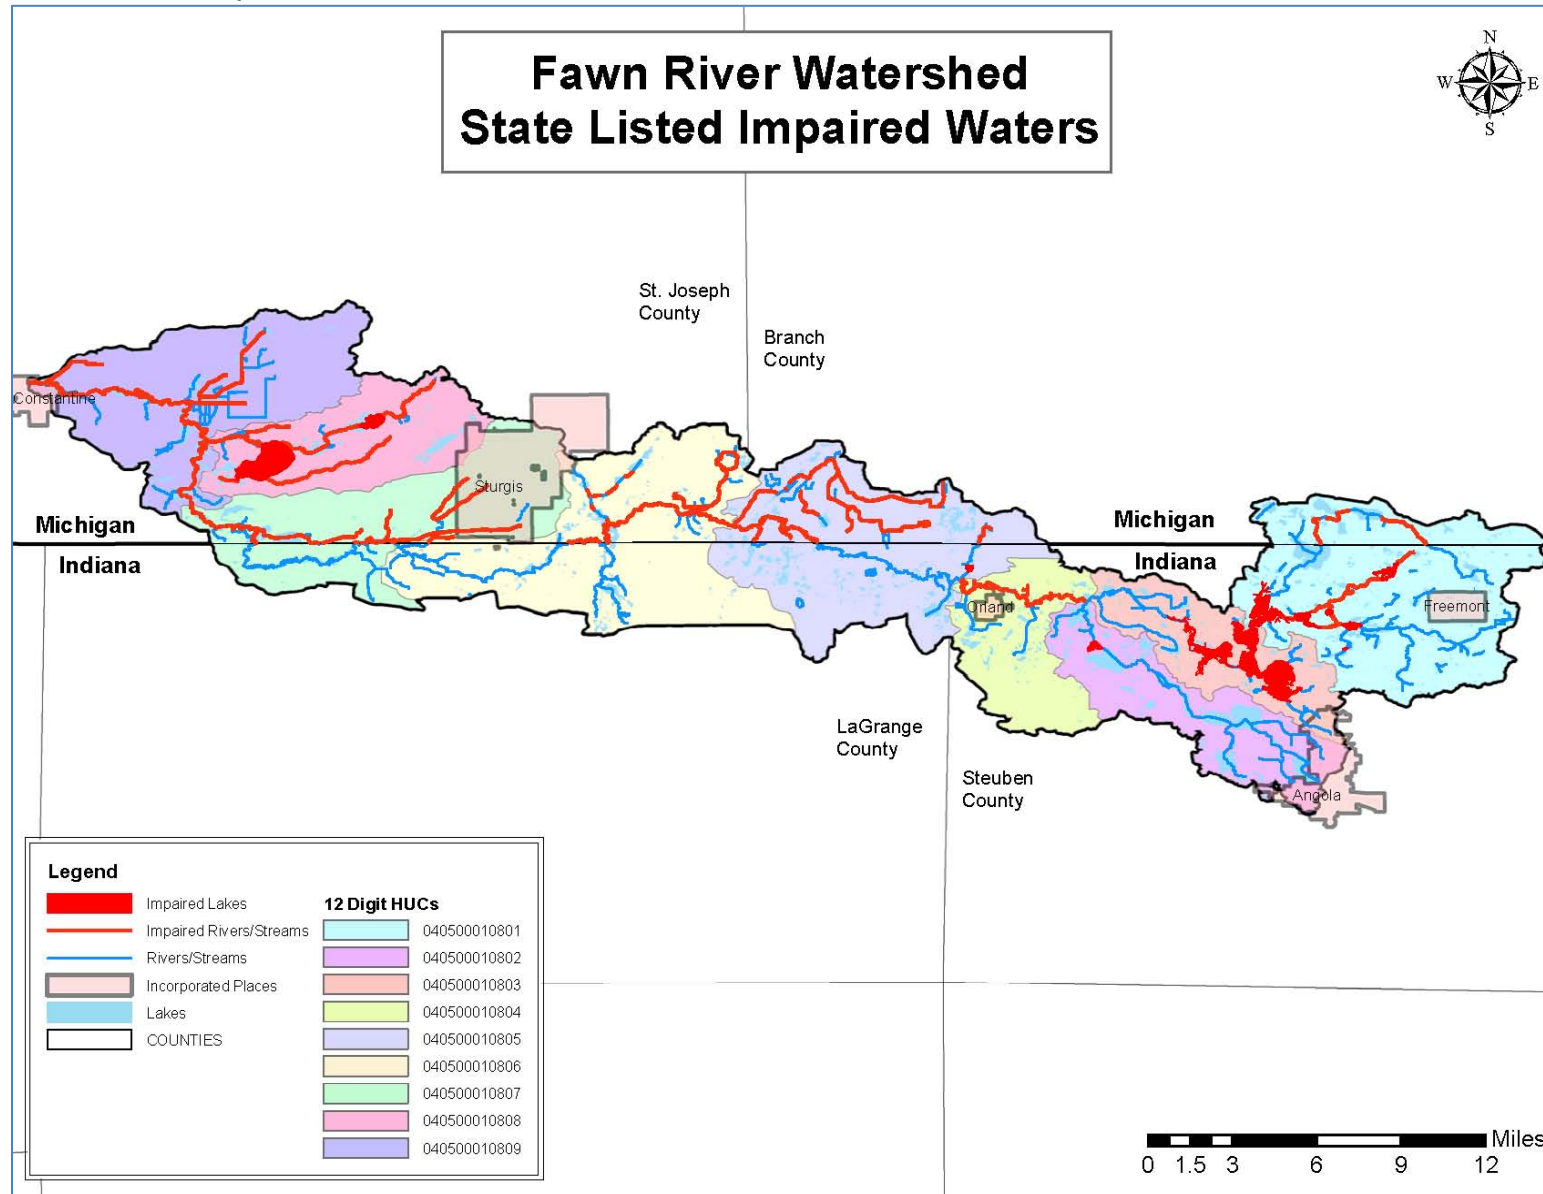 Fawn River Watershed
State Listed Impaired Waters
N
W
E
S
St. Joseph
County
Branch
County
Constantine
Sturgis
Michigan
Indiana
Michigan
Indiana
Orland
Freemont
LaGrange
County
Steuben
County
Angola
Legend
Impaired Lakes
Impaired Rivers/Streams
Rivers/Streams
Incorporated Places
Lakes
COUNTIES
12 Digit HUCs
040500010801
040500010802
040500010803
040500010804
040500010805
040500010806
040500010807
040500010808
040500010809
Miles
0 1.5 3 6 9 12